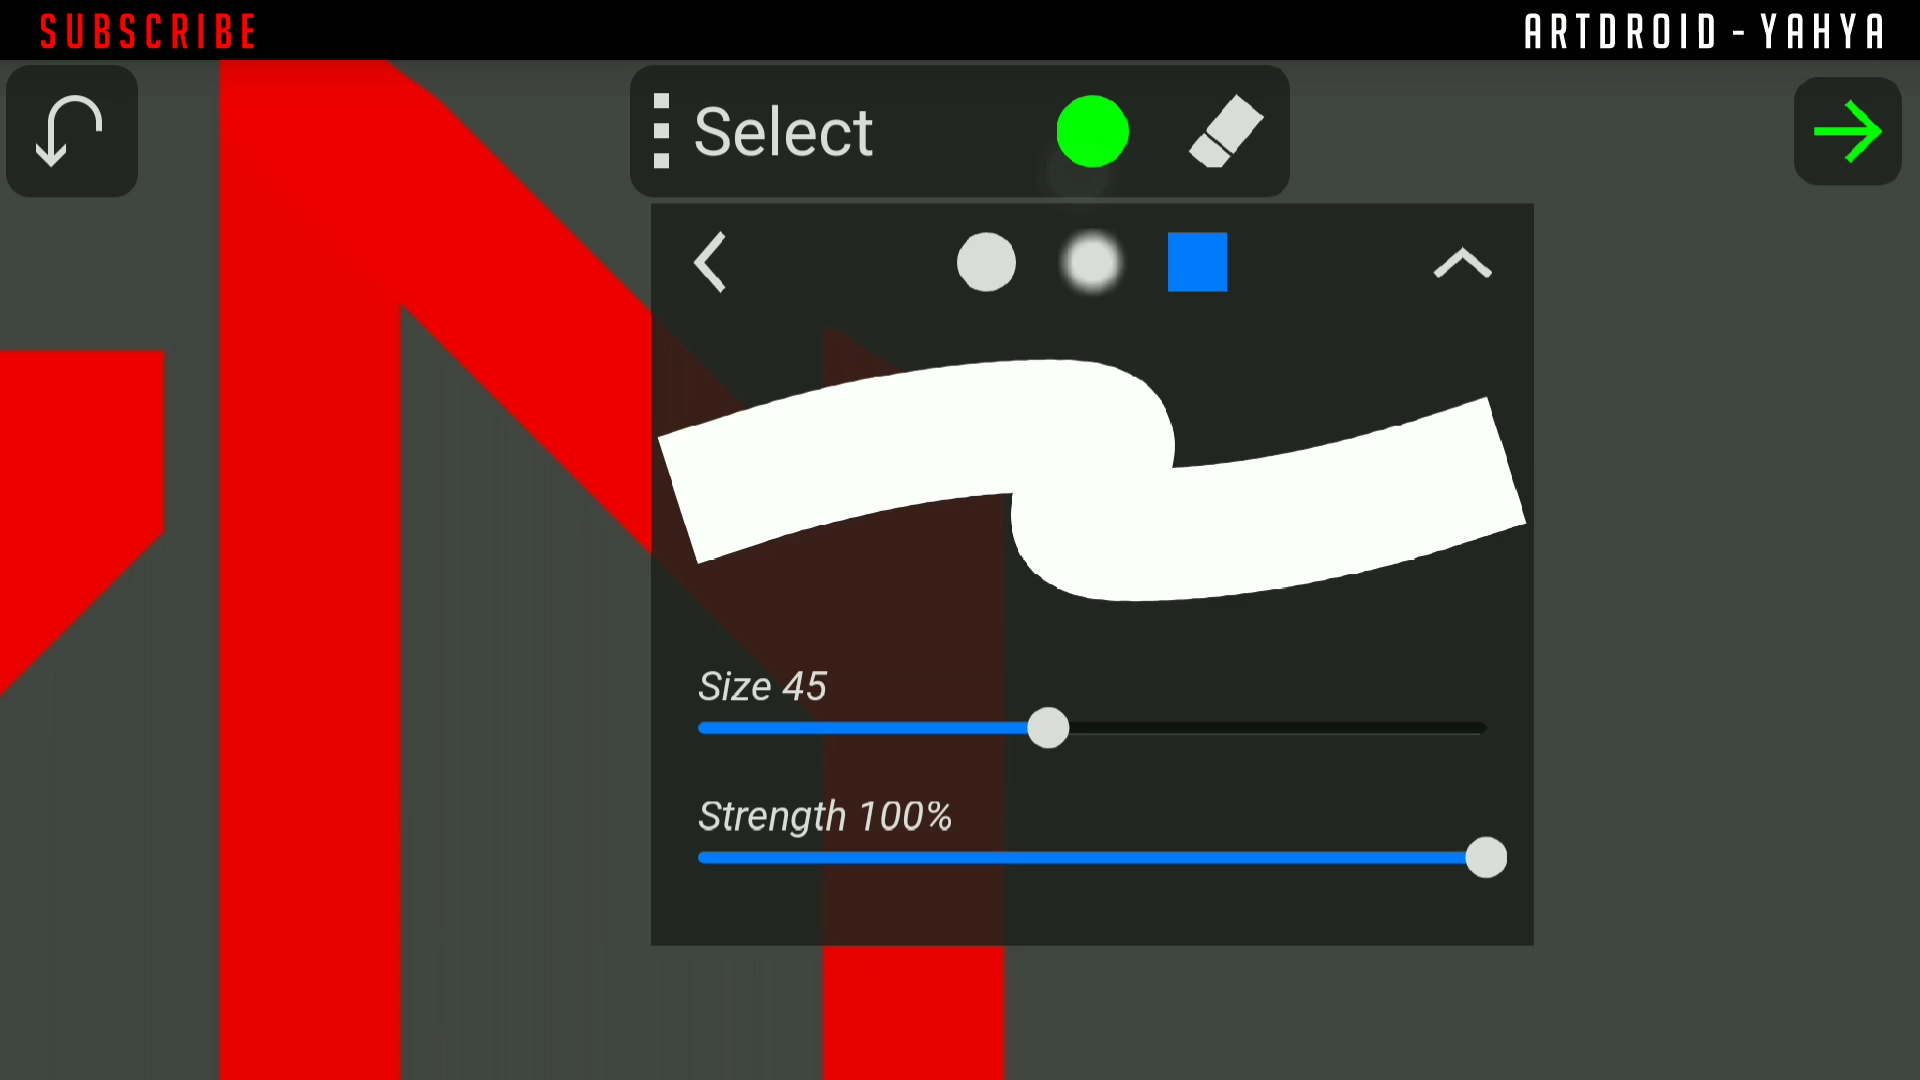 SUBSCRIBE
ARTDROID - YAHYA
Select
Size 45
Strength 100%